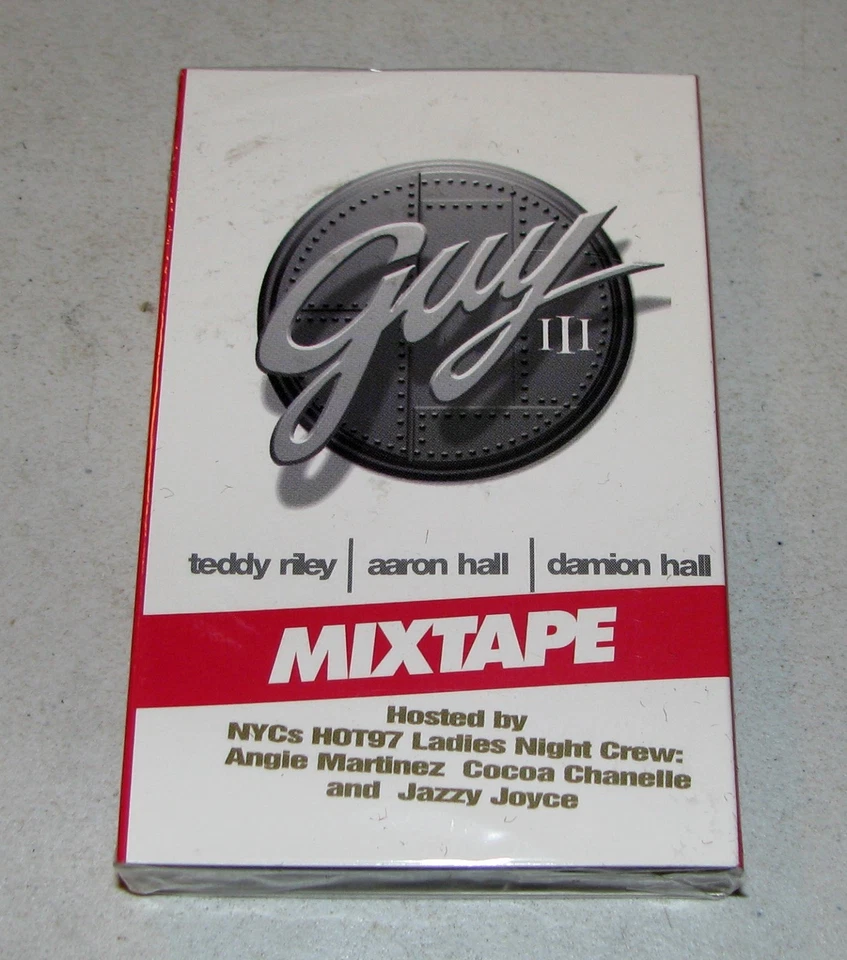 guy
III
teddy riley | aaron hall | damion hall
MIXTAPE
Hosted by
NYCs HOT97 Ladies Night Crew:
Angie Martinez Cocoa Chanelle
and Jazzy Joyce